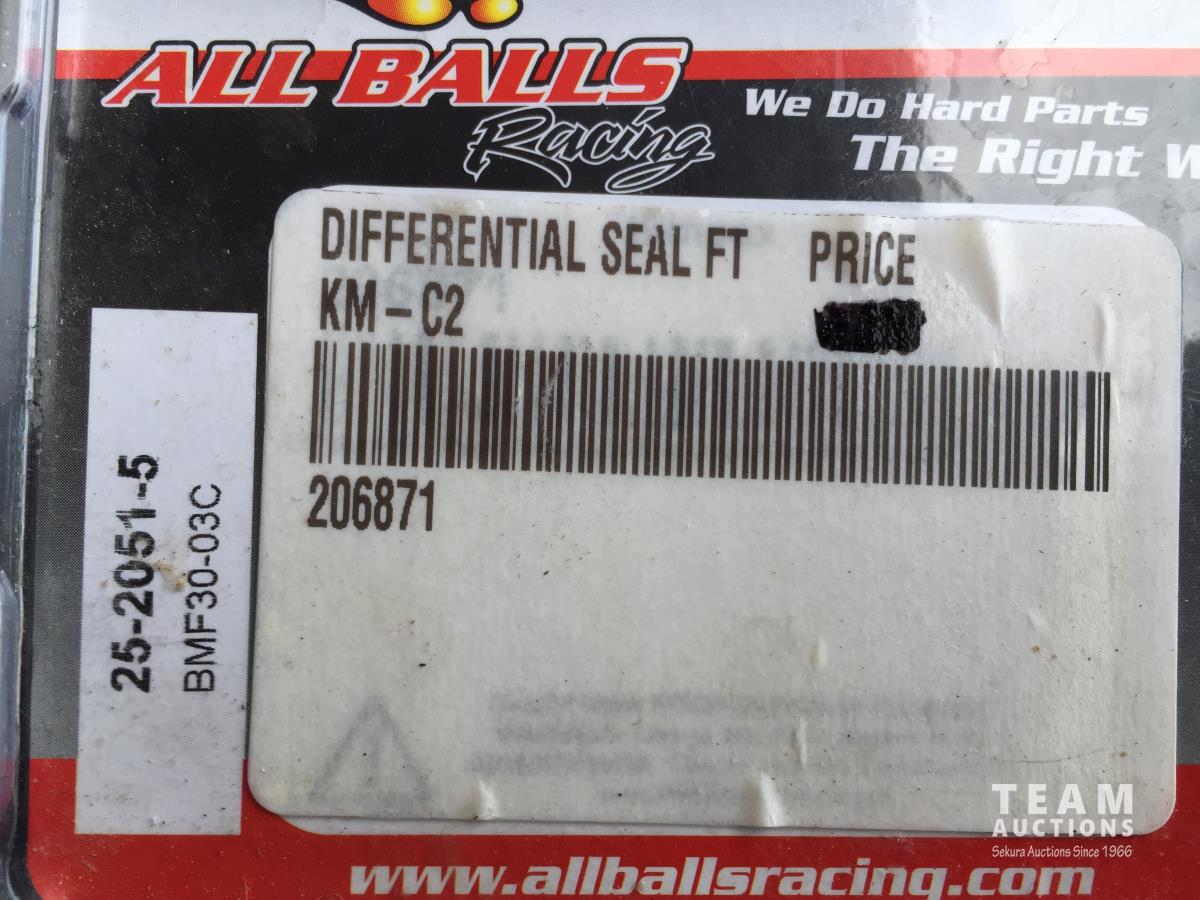 ALL BALLS
Racing
We Do Hard Parts
The Right W
DIFFERENTIAL SEAL FT PRICE
KM-C2
206871
25-2051-5
BMF30-03C
TEAM
AUCTIONS
Sekura Auctions Since 1966
www.allballsracing.com